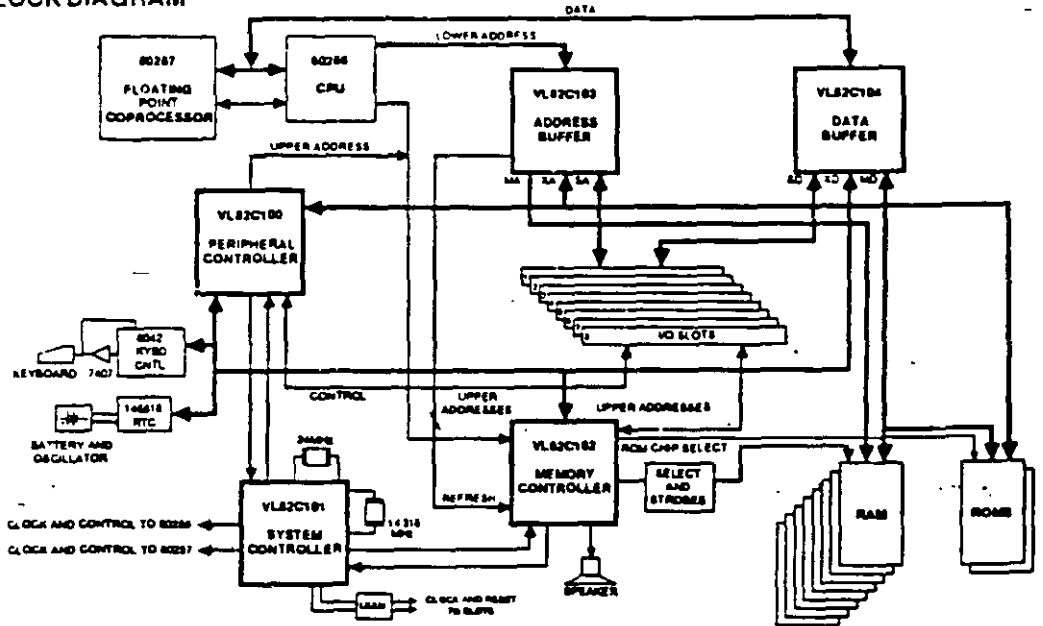 LOCK DIAGRAM
DATA
LOWER ADDRESS
80287
FLOATING
POINT
COPROCESSOR
80286
CPU
VL82C103
ADDRESS
BUFFER
VL82C104
DATA
BUFFER
UPPER ADDRESS
MA XA SA
SD XD MD
VL82C100
PERIPHERAL
CONTROLLER
I/O SLOTS
8042
KYBD
CNTL
KEYBOARD
7407
CONTROL
UPPER
ADDRESSES
UPPER ADDRESSES
146818
RTC
BATTERY AND
OSCILLATOR
VL82C102
MEMORY
CONTROLLER
ROM CHIP SELECT
SELECT
AND
STROBES
REFRESH
RAM
ROMS
VL82C101
SYSTEM
CONTROLLER
14.318
MHz
CLOCK AND CONTROL TO 80286
CLOCK AND CONTROL TO 80287
SPEAKER
CLOCK AND RESET
TO SLOTS